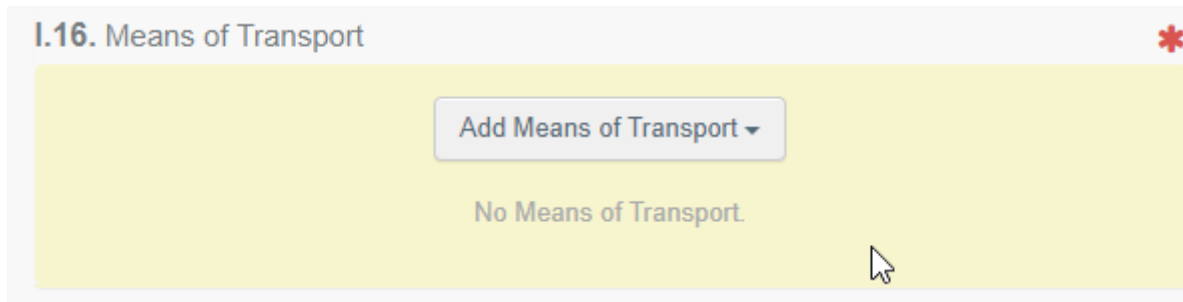 I.16. Means of Transport *
Add Means of Transport
No Means of Transport.